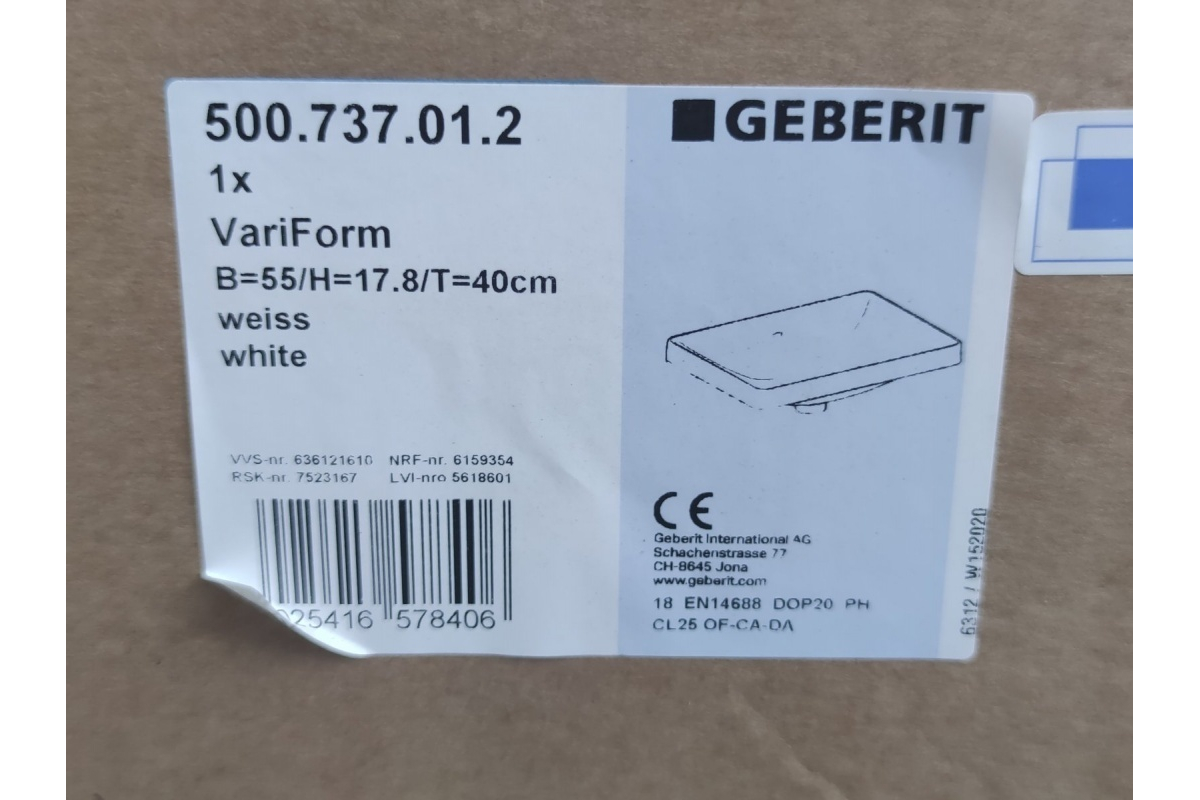 500.737.01.2
GEBERIT
1x
VariForm
B=55/H=17.8/T=40cm
weiss
white
VVS-nr. 636121610 NRF-nr. 6159354
RSK-nr. 7523167 LVI-nro 5618601
025416 578406
CE
Geberit International AG
Schachenstrasse 77
CH-8645 Jona
www.geberit.com
18 EN14688 DOP20 PH
CL25 OF-CA-DA
6312 / W152020